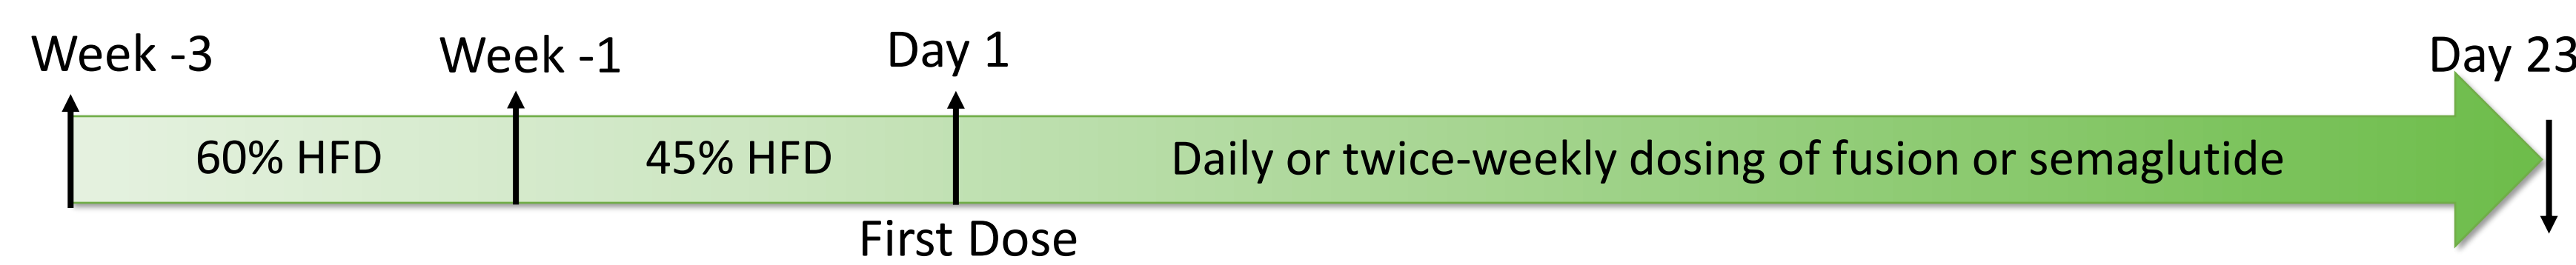 Week -3
Week -1
Day 1
Day 23
60% HFD
45% HFD
Daily or twice-weekly dosing of fusion or semaglutide
First Dose